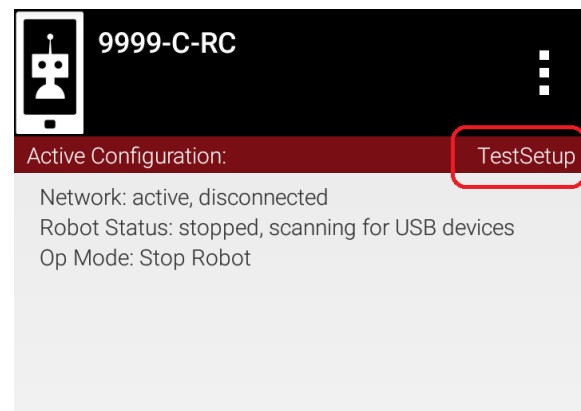 9999-C-RC
Active Configuration: TestSetup
Network: active, disconnected
Robot Status: stopped, scanning for USB devices
Op Mode: Stop Robot